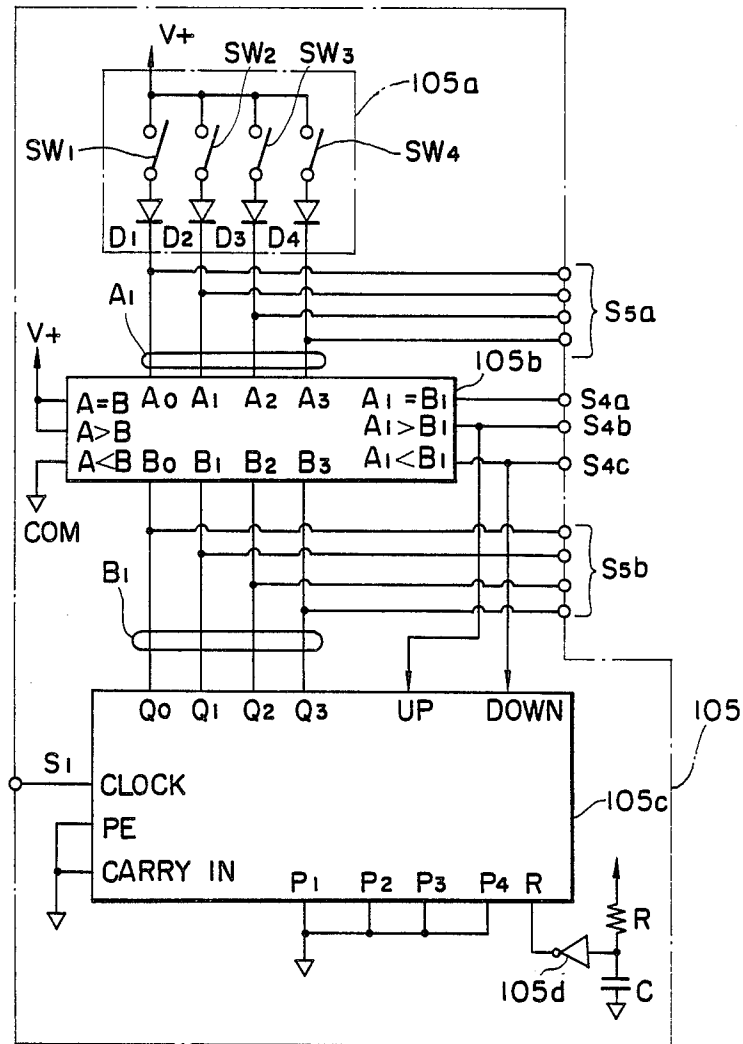 V+
SW2 SW3
105a
SW1
SW4
D1 D2 D3 D4
S5a
A1
V+
105b
A=B A0 A1 A2 A3 A1=B1 S4a
A>B A1>B1 S4b
A<B B0 B1 B2 B3 A1<B1 S4c
COM
S5b
B1
Q0 Q1 Q2 Q3 UP DOWN
105
S1
CLOCK
105c
PE
CARRY IN
P1 P2 P3 P4 R
R
105d
C